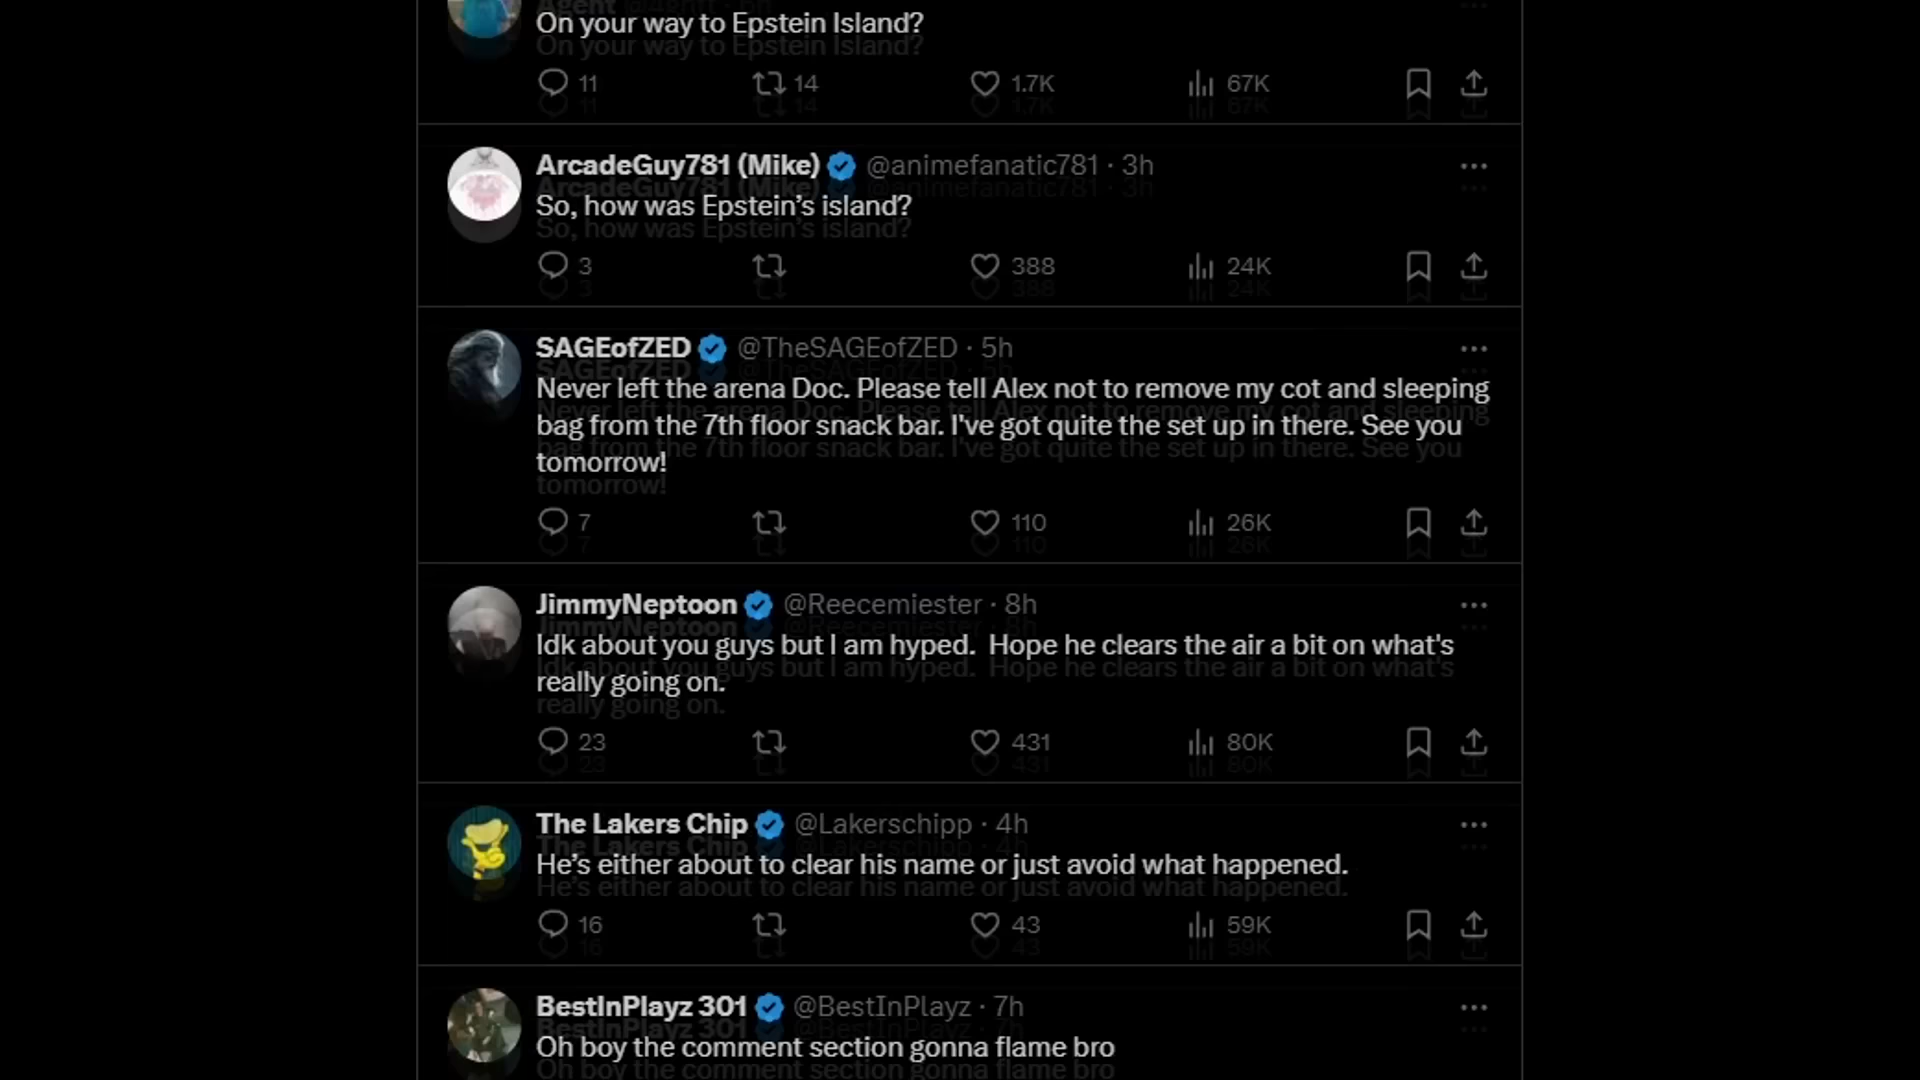 On your way to Epstein Island?
11 14 1.7K 67K
ArcadeGuy781 (Mike) @animefanatic781 · 3h
So, how was Epstein’s island?
3 388 24K
SAGEofZED @TheSAGEofZED · 5h
Never left the arena Doc. Please tell Alex not to remove my cot and sleeping
bag from the 7th floor snack bar. I've got quite the set up in there. See you
tomorrow!
7 110 26K
JimmyNeptoon @Reecemiester · 8h
Idk about you guys but I am hyped.  Hope he clears the air a bit on what's
really going on.
23 431 80K
The Lakers Chip @Lakerschipp · 4h
He’s either about to clear his name or just avoid what happened.
16 43 59K
BestInPlayz 301 @BestInPlayz · 7h
Oh boy the comment section gonna flame bro